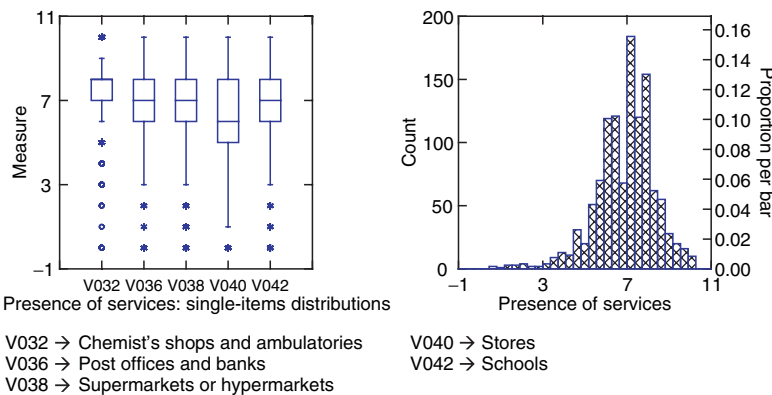 11
7
3
−1
Measure
V032 V036 V038 V040 V042
Presence of services: single-items distributions
200
150
100
50
0
Count
0.16
0.14
0.12
0.10
0.08
0.06
0.04
0.02
0.00
Proportion per bar
−1 3 7 11
Presence of services
V032 → Chemist's shops and ambulatories
V036 → Post offices and banks
V038 → Supermarkets or hypermarkets
V040 → Stores
V042 → Schools